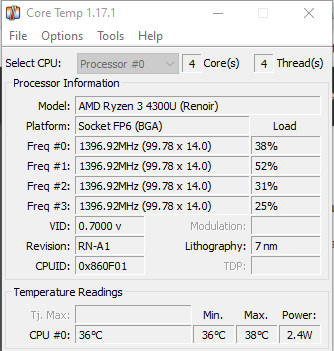 Core Temp 1.17.1
File Options Tools Help
Select CPU: Processor #0 4 Core(s) 4 Thread(s)
Processor Information
Model: AMD Ryzen 3 4300U (Renoir)
Platform: Socket FP6 (BGA) Load
Freq #0: 1396.92MHz (99.78 x 14.0) 38%
Freq #1: 1396.92MHz (99.78 x 14.0) 52%
Freq #2: 1396.92MHz (99.78 x 14.0) 31%
Freq #3: 1396.92MHz (99.78 x 14.0) 25%
VID: 0.7000 v Modulation:
Revision: RN-A1 Lithography: 7 nm
CPUID: 0x860F01 TDP:
Temperature Readings
Tj. Max: Min. Max. Power:
CPU #0: 36°C 36°C 38°C 2.4W